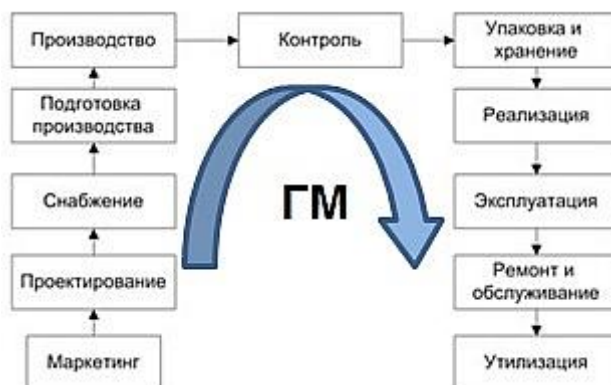 Производство
Контроль
Упаковка и
хранение
Подготовка
производства
Реализация
Снабжение
ГМ
Эксплуатация
Проектирование
Ремонт и
обслуживание
Маркетинг
Утилизация